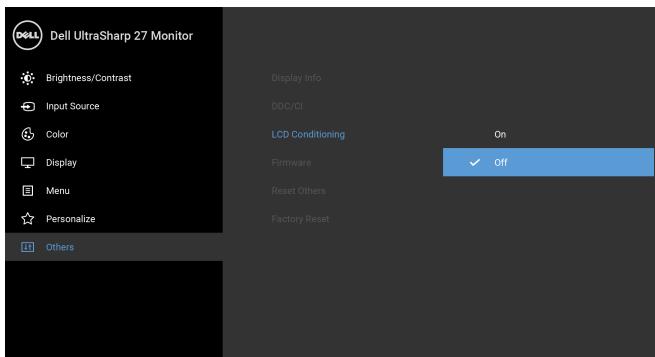 DELL Dell UltraSharp 27 Monitor
Brightness/Contrast
Input Source
Color
Display
Menu
Personalize
Others
Display Info
DDC/CI
LCD Conditioning
Firmware
Reset Others
Factory Reset
On
Off